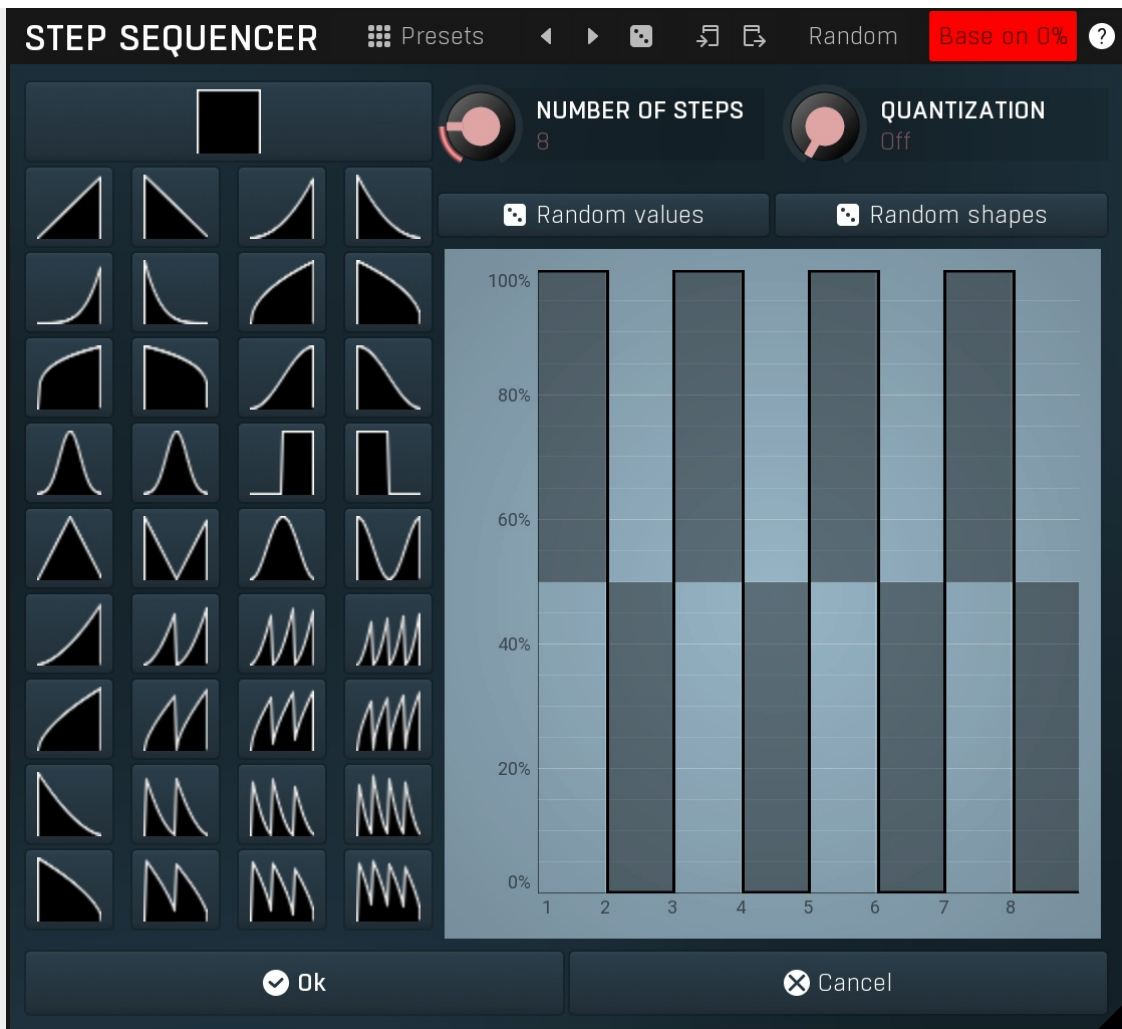 STEP SEQUENCER Presets Random Base on 0% ?
NUMBER OF STEPS
8
QUANTIZATION
Off
Random values
Random shapes
100%
80%
60%
40%
20%
0%
1 2 3 4 5 6 7 8
Ok
Cancel